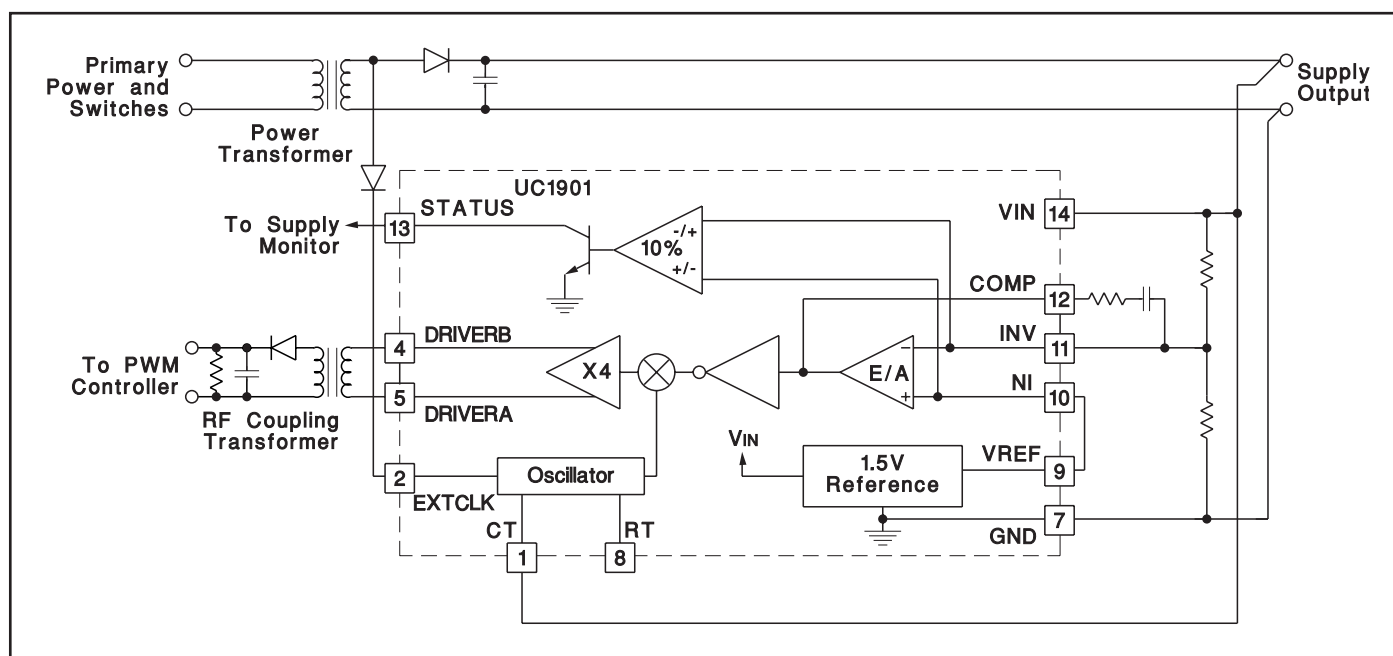 Primary
Power and
Switches
Power
Transformer
Supply
Output
UC1901
STATUS
13
To Supply
Monitor
10%
-/+
+/-
VIN
14
COMP
12
INV
11
NI
10
DRIVERB
4
To PWM
Controller
5
DRIVERA
RF Coupling
Transformer
X4
E/A
−
+
VIN
1.5V
Reference
VREF
9
2
EXTCLK
Oscillator
CT
RT
1
8
7
GND